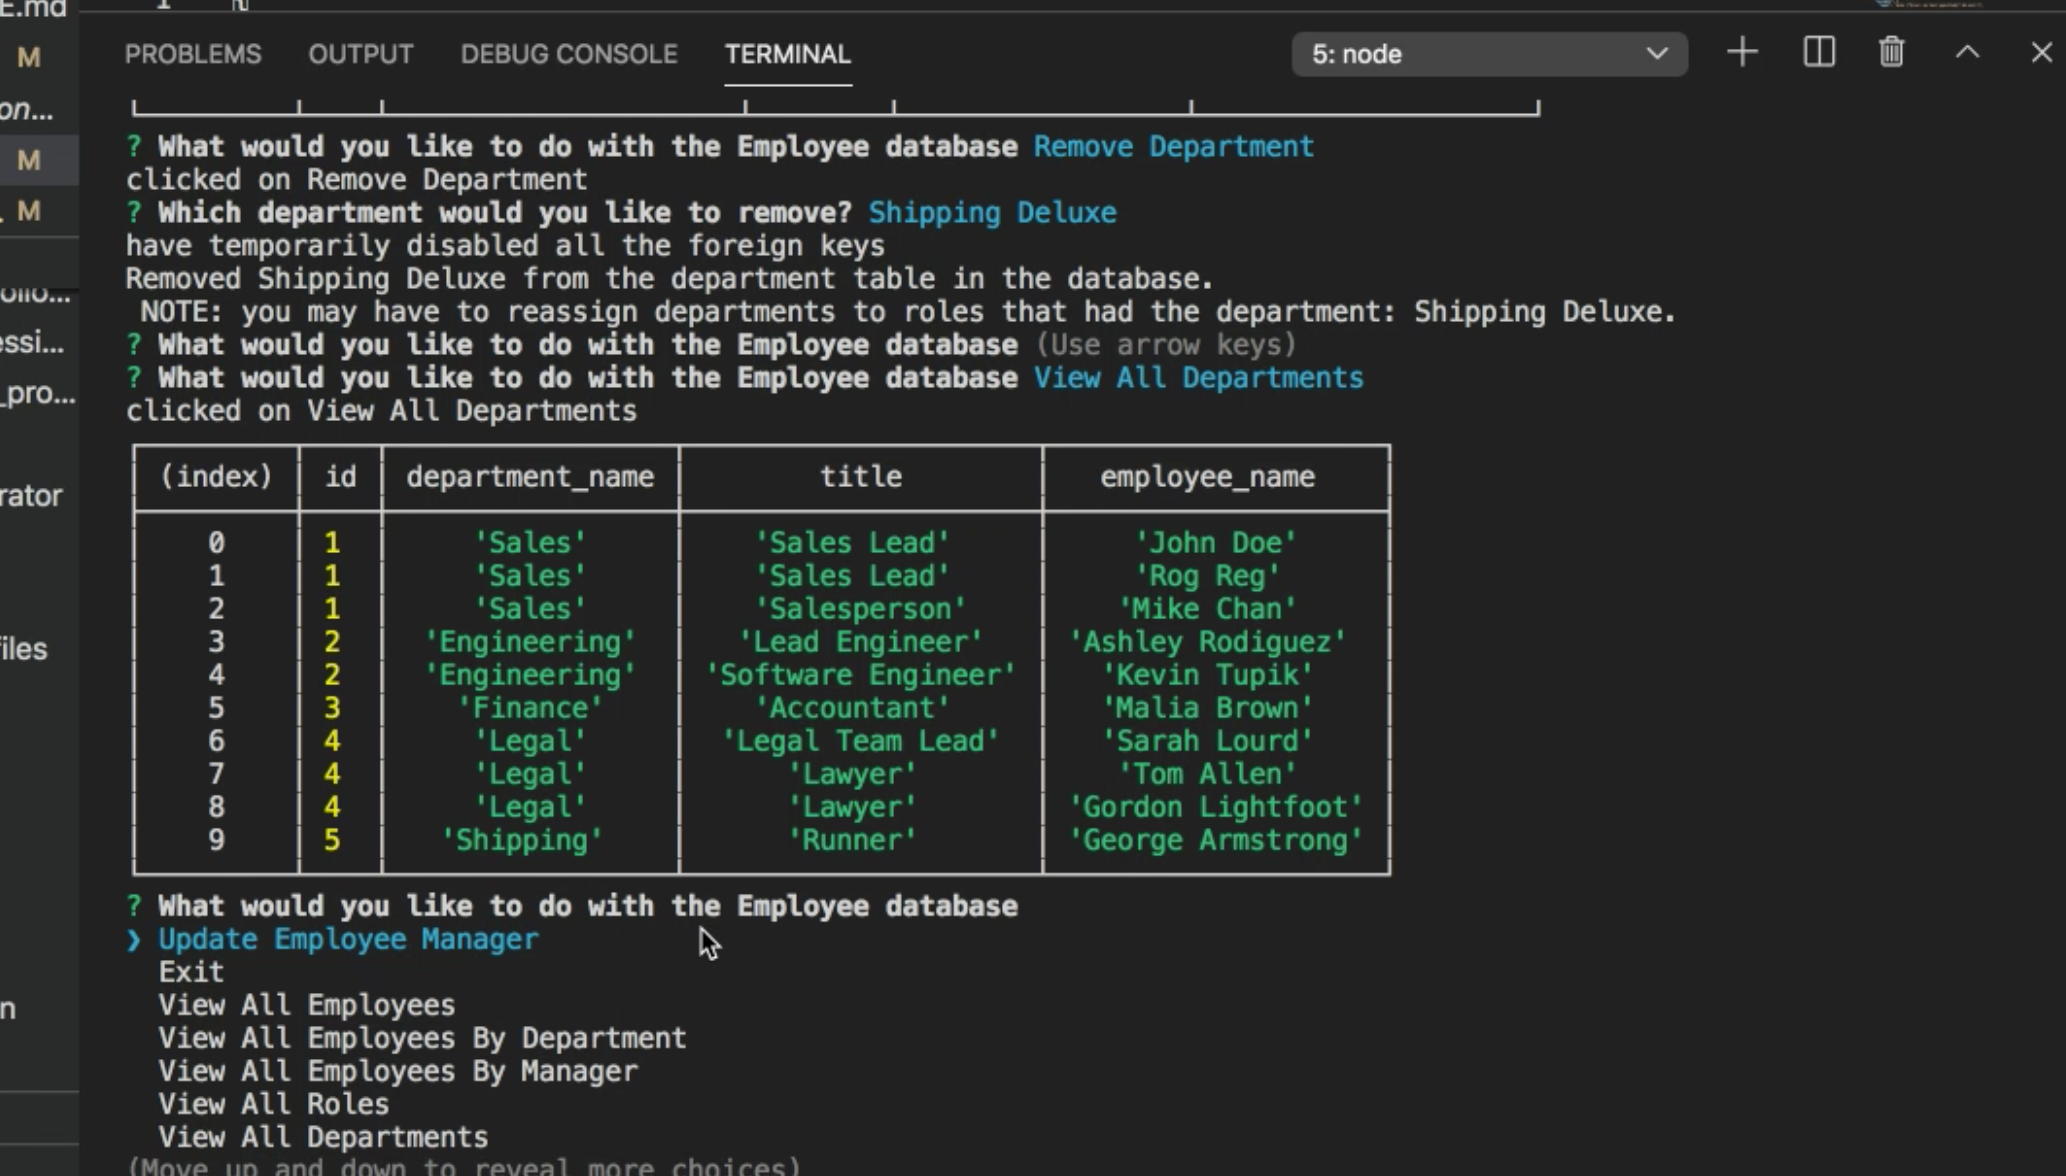 E.md
M
on...
M
. M
ollo...
essi...
_pro...
rator
files
n
PROBLEMS OUTPUT DEBUG CONSOLE TERMINAL 5: node
? What would you like to do with the Employee database Remove Department
clicked on Remove Department
? Which department would you like to remove? Shipping Deluxe
have temporarily disabled all the foreign keys
Removed Shipping Deluxe from the department table in the database.
NOTE: you may have to reassign departments to roles that had the department: Shipping Deluxe.
? What would you like to do with the Employee database (Use arrow keys)
? What would you like to do with the Employee database View All Departments
clicked on View All Departments
(index) id department_name title employee_name
0 1 'Sales' 'Sales Lead' 'John Doe'
1 1 'Sales' 'Sales Lead' 'Rog Reg'
2 1 'Sales' 'Salesperson' 'Mike Chan'
3 2 'Engineering' 'Lead Engineer' 'Ashley Rodiguez'
4 2 'Engineering' 'Software Engineer' 'Kevin Tupik'
5 3 'Finance' 'Accountant' 'Malia Brown'
6 4 'Legal' 'Legal Team Lead' 'Sarah Lourd'
7 4 'Legal' 'Lawyer' 'Tom Allen'
8 4 'Legal' 'Lawyer' 'Gordon Lightfoot'
9 5 'Shipping' 'Runner' 'George Armstrong'
? What would you like to do with the Employee database
❯ Update Employee Manager
Exit
View All Employees
View All Employees By Department
View All Employees By Manager
View All Roles
View All Departments
(Move up and down to reveal more choices)